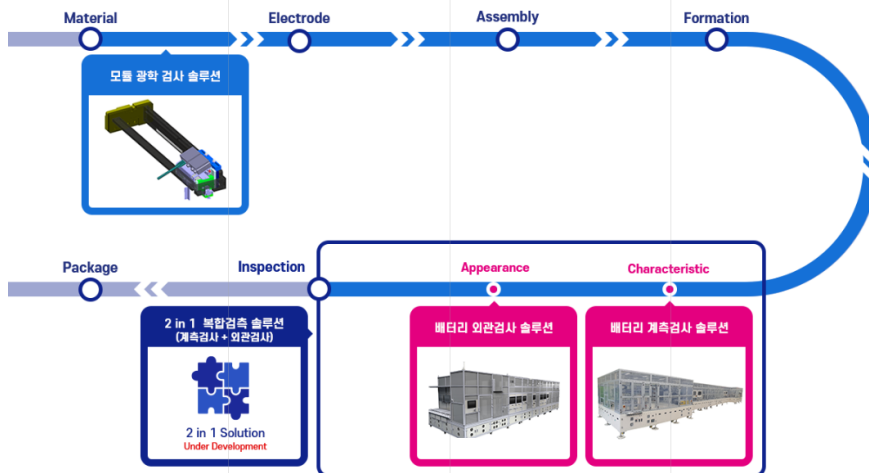 Material
Electrode
Assembly
Formation
모듈 광학 검사 솔루션
Package
Inspection
Appearance
Characteristic
2 in 1 복합검측 솔루션
(계측검사 + 외관검사)
2 in 1 Solution
Under Development
배터리 외관검사 솔루션
배터리 계측검사 솔루션